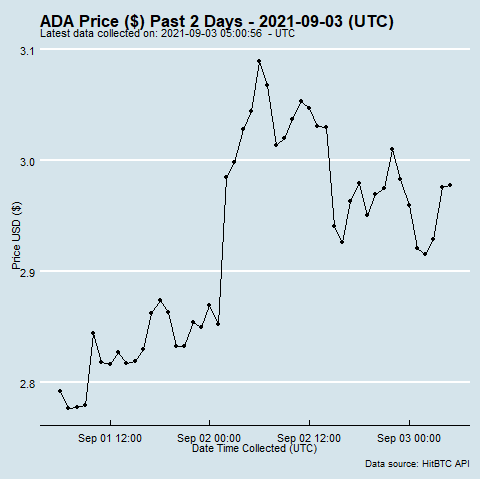 ADA Price ($) Past 2 Days - 2021-09-03 (UTC)
Latest data collected on: 2021-09-03 05:00:56 - UTC
3.1
3.0
2.9
2.8
Price USD ($)
Sep 01 12:00 Sep 02 00:00 Sep 02 12:00 Sep 03 00:00
Date Time Collected (UTC)
Data source: HitBTC API